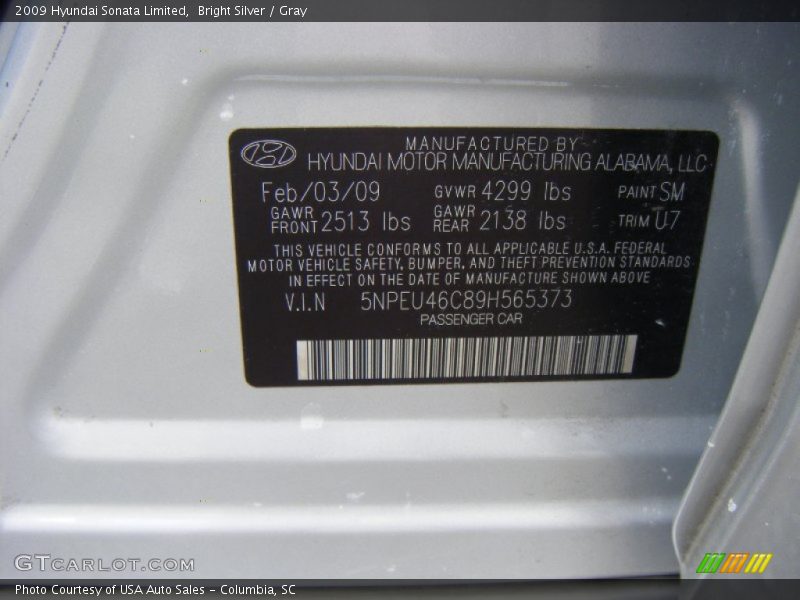 2009 Hyundai Sonata Limited,  Bright Silver / Gray
MANUFACTURED BY
HYUNDAI MOTOR MANUFACTURING ALABAMA, LLC
Feb/03/09 GVWR 4299 lbs PAINT SM
GAWR FRONT 2513 lbs GAWR REAR 2138 lbs TRIM U7
THIS VEHICLE CONFORMS TO ALL APPLICABLE U.S.A. FEDERAL
MOTOR VEHICLE SAFETY, BUMPER, AND THEFT PREVENTION STANDARDS
IN EFFECT ON THE DATE OF MANUFACTURE SHOWN ABOVE
V.I.N 5NPEU46C89H565373
PASSENGER CAR
GTCARLOT.COM
Photo Courtesy of USA Auto Sales - Columbia, SC